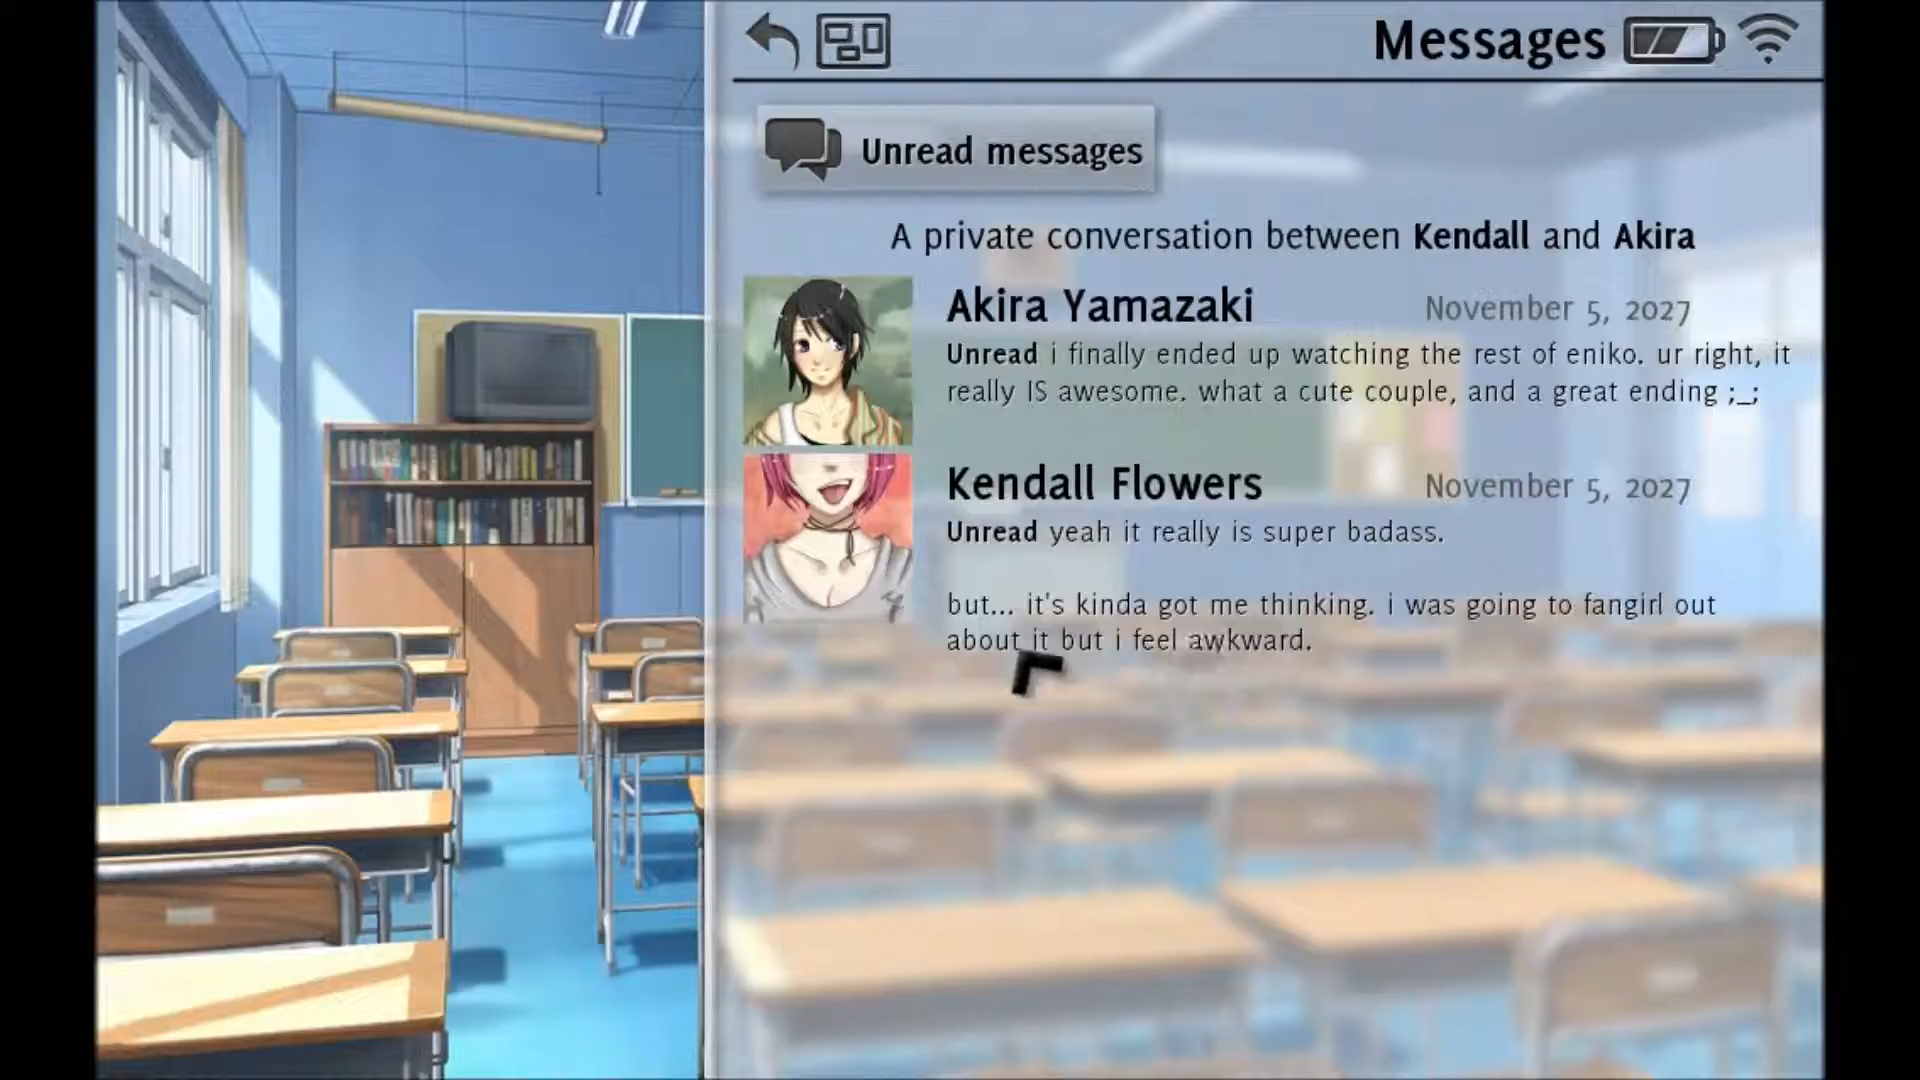 Messages
Unread messages
A private conversation between Kendall and Akira
Akira Yamazaki
November 5, 2027
Unread i finally ended up watching the rest of eniko. ur right, it
really IS awesome. what a cute couple, and a great ending ;_;
Kendall Flowers
November 5, 2027
Unread yeah it really is super badass.
but... it's kinda got me thinking. i was going to fangirl out
about it but i feel awkward.